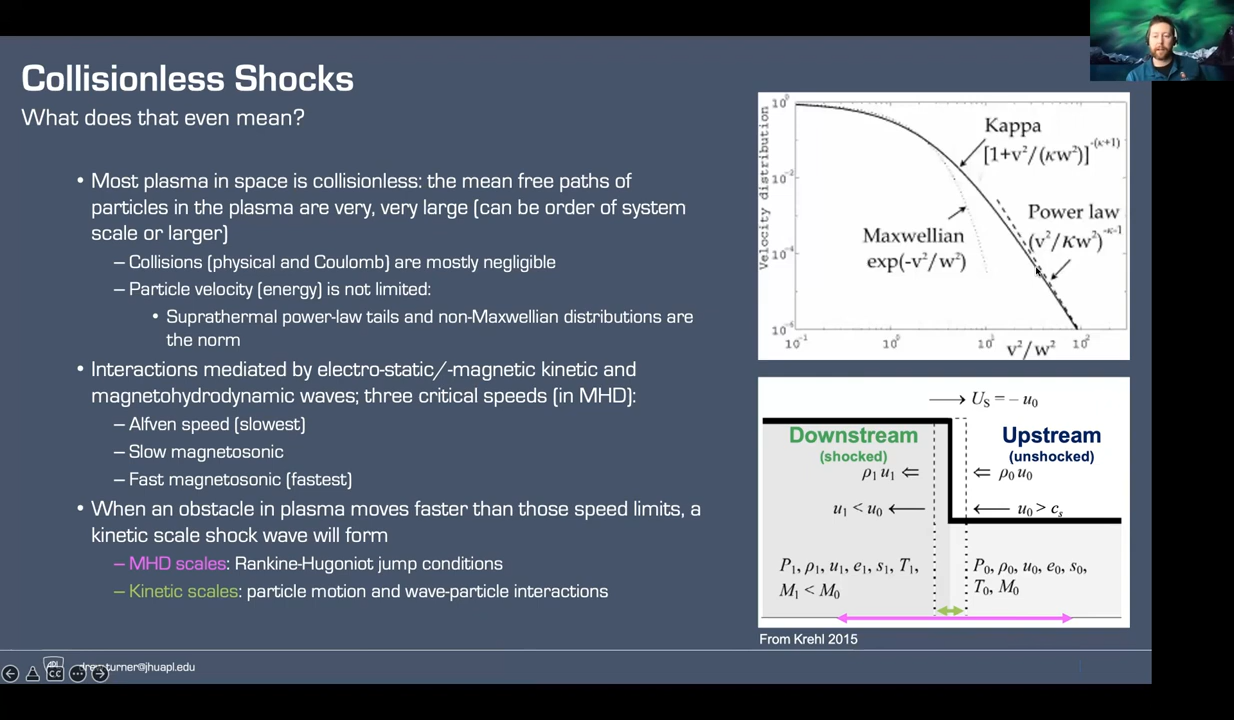 Collisionless Shocks
What does that even mean?
• Most plasma in space is collisionless: the mean free paths of
particles in the plasma are very, very large (can be order of system
scale or larger)
– Collisions (physical and Coulomb) are mostly negligible
– Particle velocity (energy) is not limited:
• Suprathermal power-law tails and non-Maxwellian distributions are
the norm
• Interactions mediated by electro-static/-magnetic kinetic and
magnetohydrodynamic waves; three critical speeds (in MHD):
– Alfven speed (slowest)
– Slow magnetosonic
– Fast magnetosonic (fastest)
• When an obstacle in plasma moves faster than those speed limits, a
kinetic scale shock wave will form
– MHD scales: Rankine-Hugoniot jump conditions
– Kinetic scales: particle motion and wave-particle interactions
Velocity distribution
10⁰
10⁻²
10⁻⁴
10⁻⁶
10⁻¹
10⁰
10¹
10²
v²/w²
Kappa
[1+v²/(κw²)]^-(κ+1)
Power law
(v²/κw²)^-κ-1
Maxwellian
exp(-v²/w²)
→ U_S = – u₀
Downstream
(shocked)
Upstream
(unshocked)
ρ₁ u₁ ⇐
⇐ ρ₀ u₀
u₁ < u₀ ←
← u₀ > c_s
P₁, ρ₁, u₁, e₁, s₁, T₁,
M₁ < M₀
P₀, ρ₀, u₀, e₀, s₀,
T₀, M₀
From Krehl 2015
turner@jhuapl.edu
CC